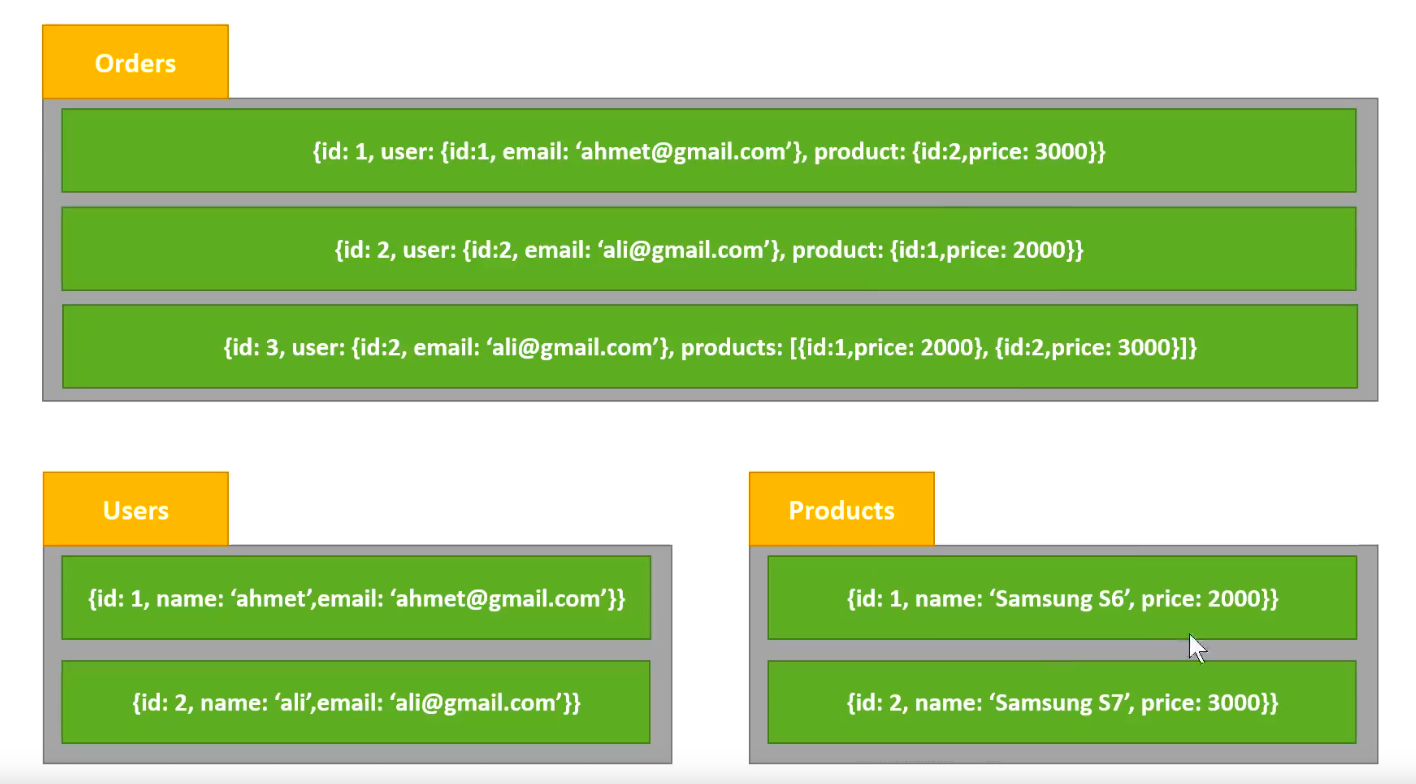 Orders
{id: 1, user: {id:1, email: ‘ahmet@gmail.com’}, product: {id:2,price: 3000}}
{id: 2, user: {id:2, email: ‘ali@gmail.com’}, product: {id:1,price: 2000}}
{id: 3, user: {id:2, email: ‘ali@gmail.com’}, products: [{id:1,price: 2000}, {id:2,price: 3000}]}
Users
{id: 1, name: ‘ahmet’,email: ‘ahmet@gmail.com’}}
{id: 2, name: ‘ali’,email: ‘ali@gmail.com’}}
Products
{id: 1, name: ‘Samsung S6’, price: 2000}}
{id: 2, name: ‘Samsung S7’, price: 3000}}